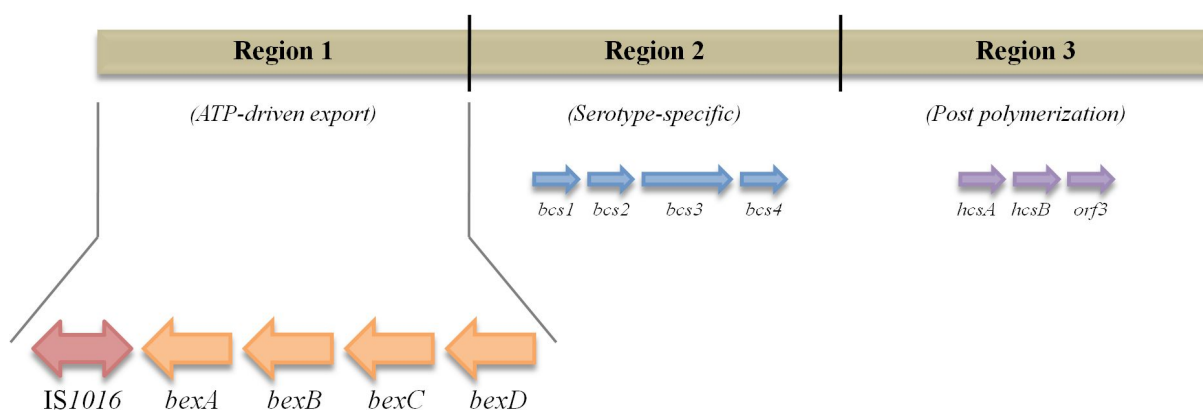 Region 1 Region 2 Region 3
(ATP-driven export) (Serotype-specific) (Post polymerization)
bcs1 bcs2 bcs3 bcs4 hcsA hcsB orf3
IS1016 bexA bexB bexC bexD